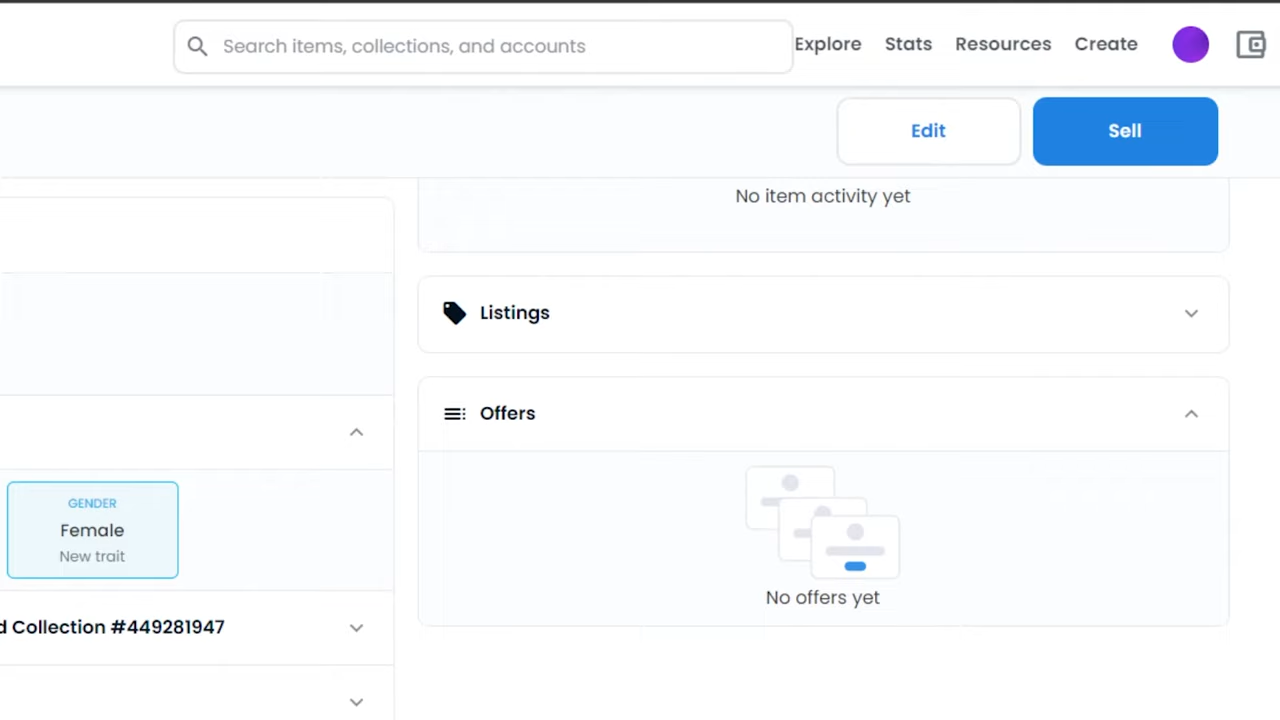 Search items, collections, and accounts
Explore
Stats
Resources
Create
Edit
Sell
No item activity yet
Listings
Offers
No offers yet
GENDER
Female
New trait
d Collection #449281947